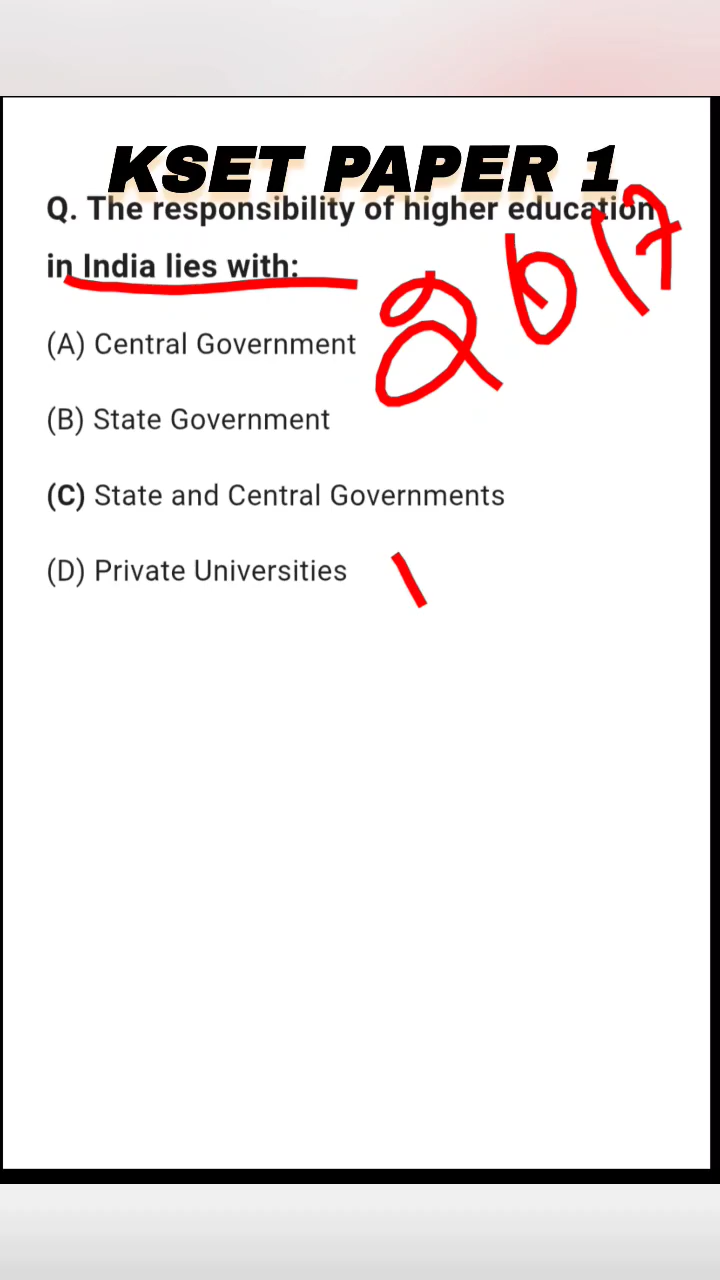 KSET PAPER 1
Q. The responsibility of higher education
in India lies with:
2017
(A) Central Government
(B) State Government
(C) State and Central Governments
(D) Private Universities